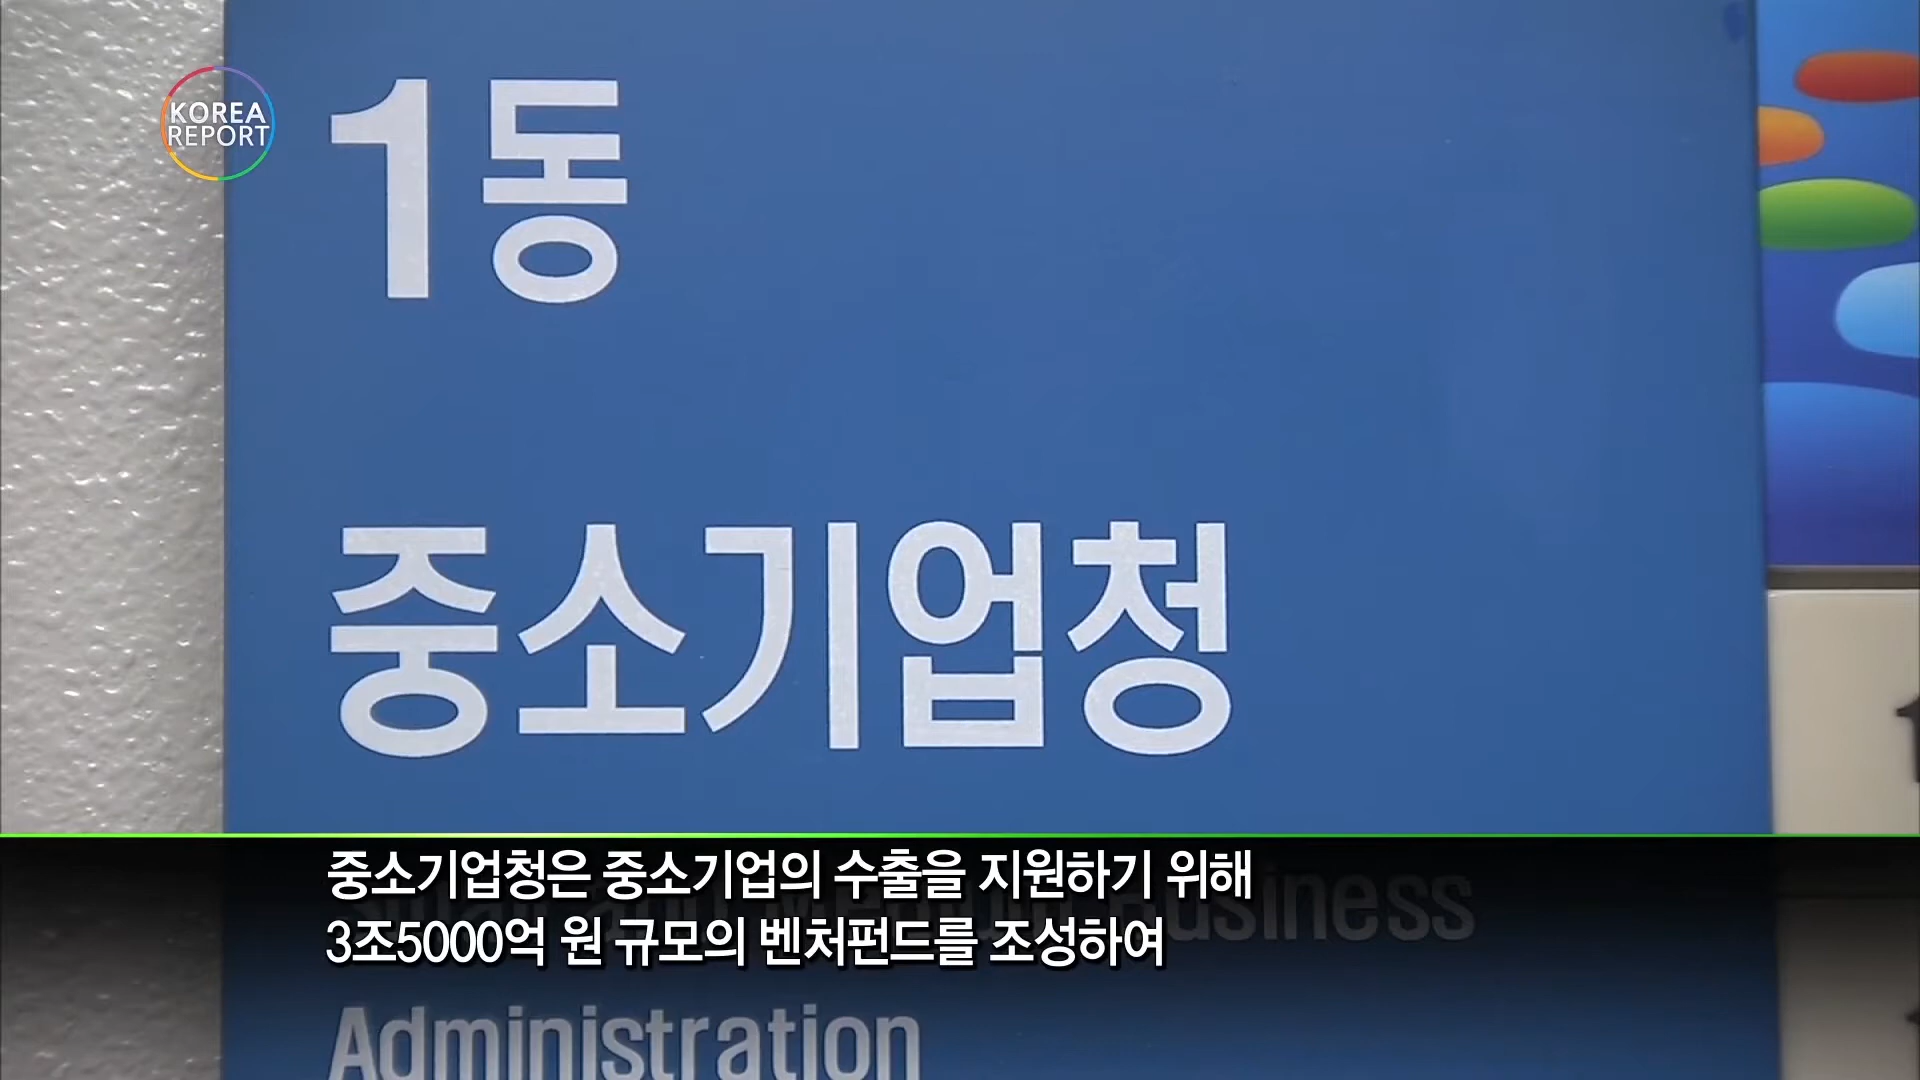 KOREA
REPORT
1동
중소기업청
Business
중소기업청은 중소기업의 수출을 지원하기 위해
3조5000억 원 규모의 벤처펀드를 조성하여
Administration